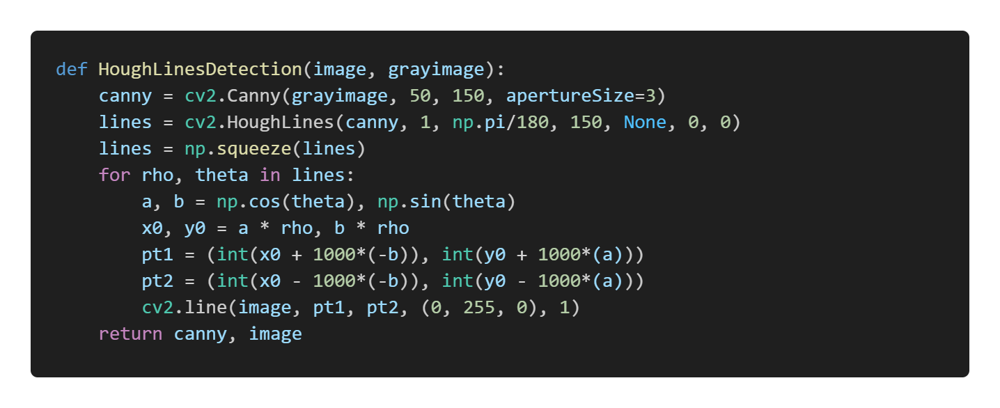 def HoughLinesDetection(image, grayimage):
    canny = cv2.Canny(grayimage, 50, 150, apertureSize=3)
    lines = cv2.HoughLines(canny, 1, np.pi/180, 150, None, 0, 0)
    lines = np.squeeze(lines)
    for rho, theta in lines:
        a, b = np.cos(theta), np.sin(theta)
        x0, y0 = a * rho, b * rho
        pt1 = (int(x0 + 1000*(-b)), int(y0 + 1000*(a)))
        pt2 = (int(x0 - 1000*(-b)), int(y0 - 1000*(a)))
        cv2.line(image, pt1, pt2, (0, 255, 0), 1)
    return canny, image